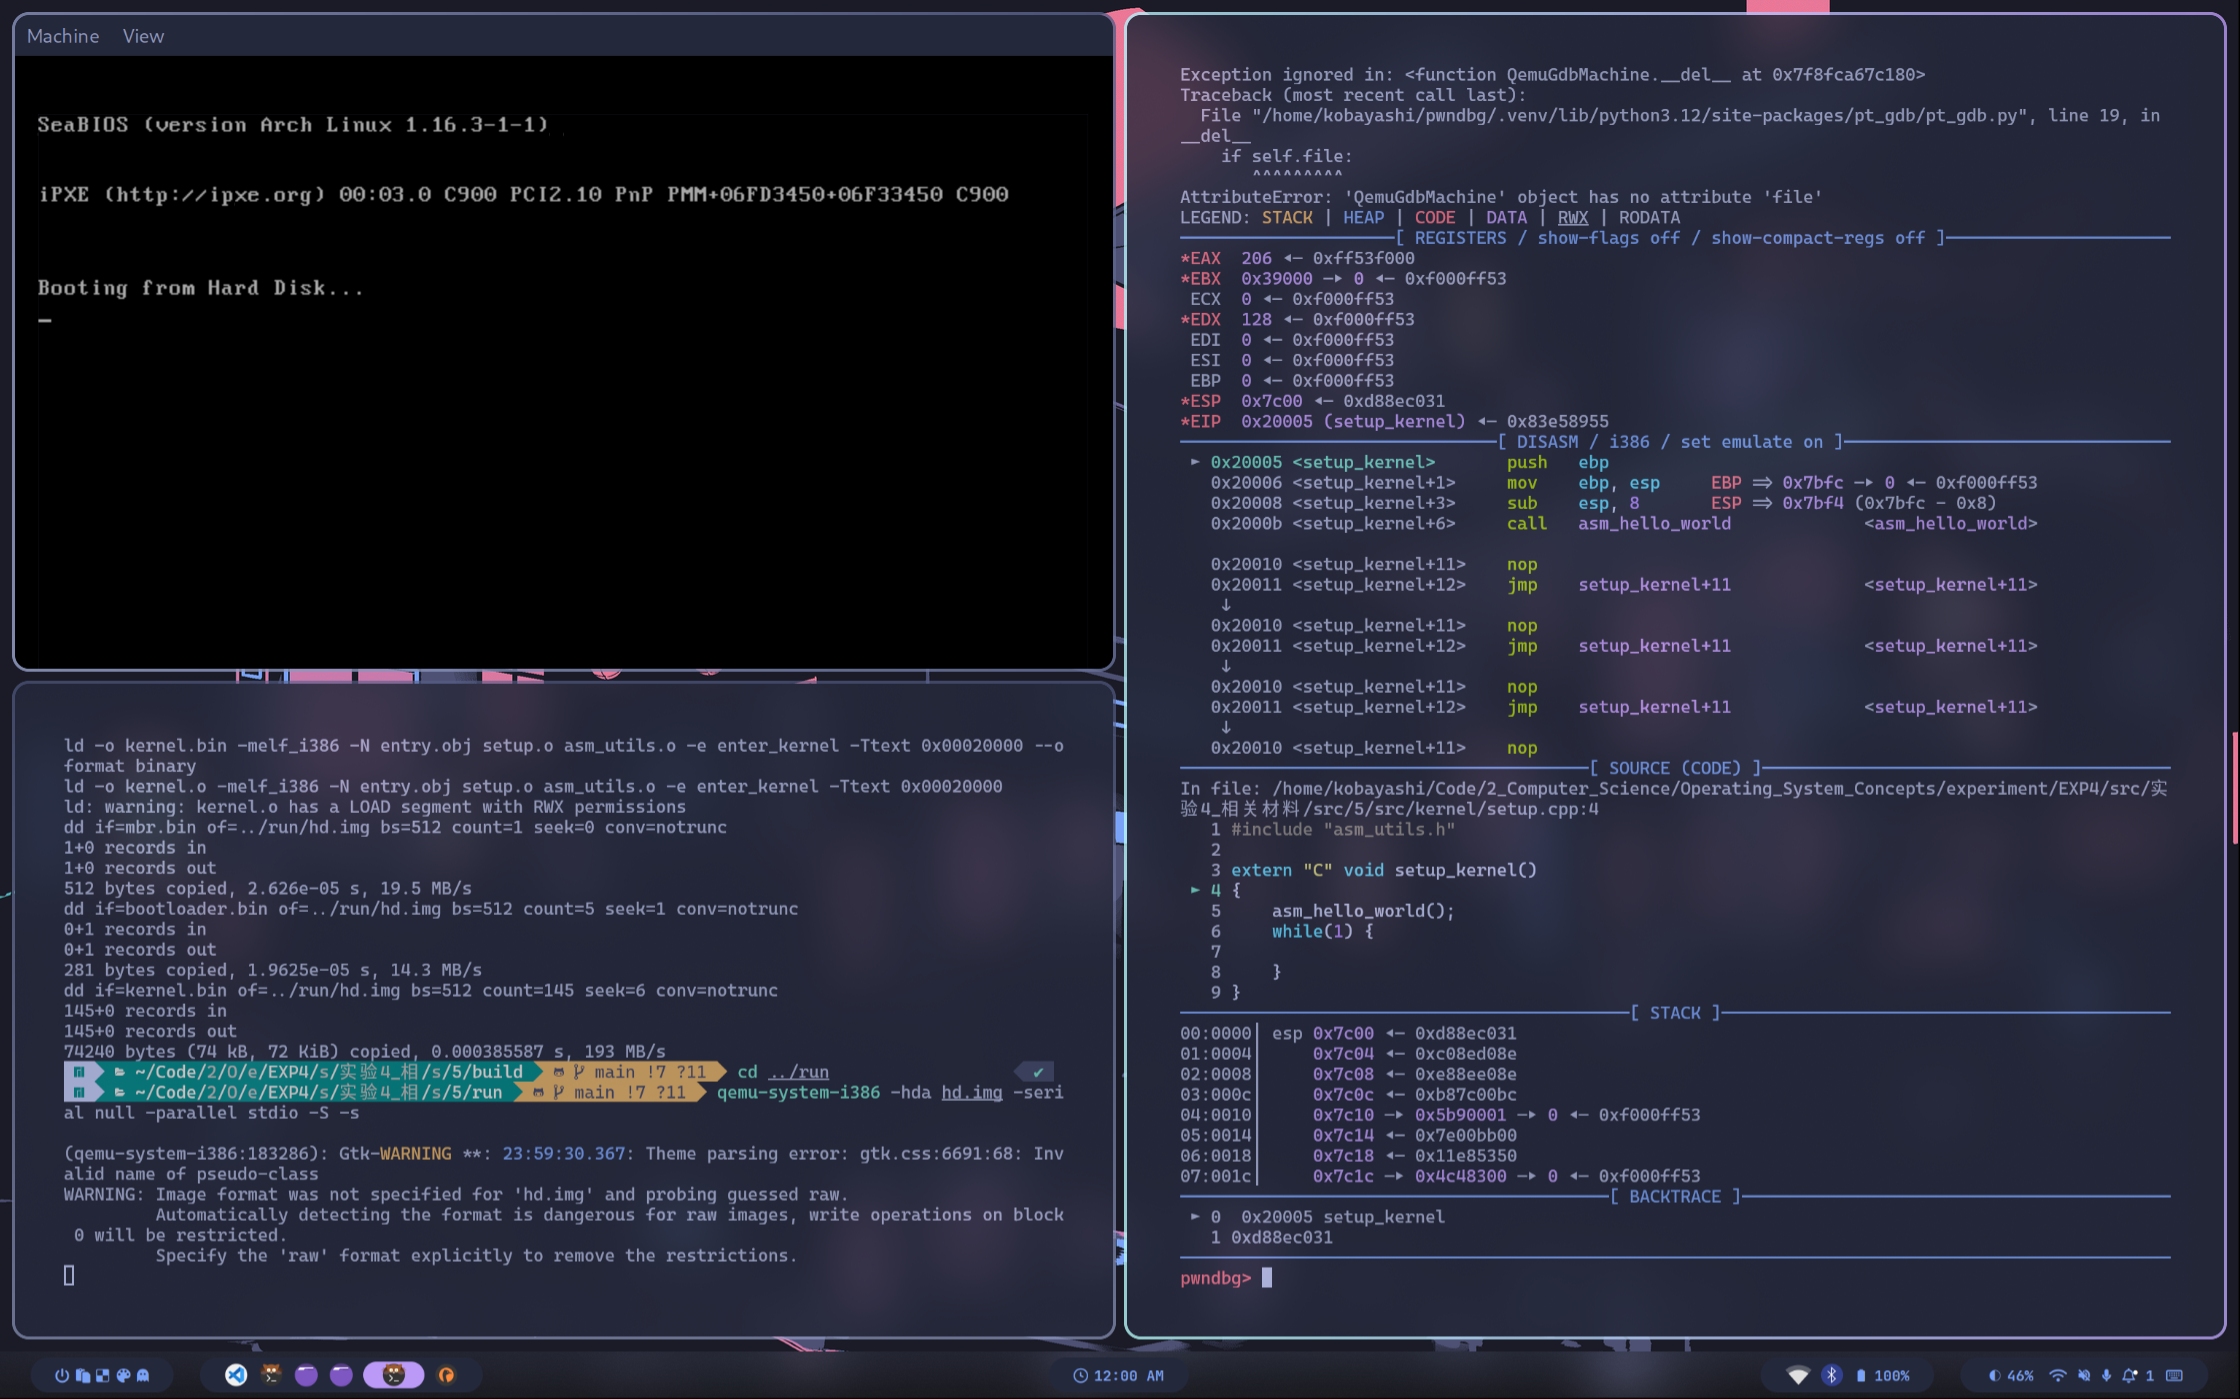 Machine View
SeaBIOS (version Arch Linux 1.16.3-1-1)
iPXE (http://ipxe.org) 00:03.0 C900 PCI2.10 PnP PMM+06FD3450+06F33450 C900
Booting from Hard Disk...
ld -o kernel.bin -melf_i386 -N entry.obj setup.o asm_utils.o -e enter_kernel -Ttext 0x00020000 --o
format binary
ld -o kernel.o -melf_i386 -N entry.obj setup.o asm_utils.o -e enter_kernel -Ttext 0x00020000
ld: warning: kernel.o has a LOAD segment with RWX permissions
dd if=mbr.bin of=../run/hd.img bs=512 count=1 seek=0 conv=notrunc
1+0 records in
1+0 records out
512 bytes copied, 2.626e-05 s, 19.5 MB/s
dd if=bootloader.bin of=../run/hd.img bs=512 count=5 seek=1 conv=notrunc
0+1 records in
0+1 records out
281 bytes copied, 1.9625e-05 s, 14.3 MB/s
dd if=kernel.bin of=../run/hd.img bs=512 count=145 seek=6 conv=notrunc
145+0 records in
145+0 records out
74240 bytes (74 kB, 72 KiB) copied, 0.000385587 s, 193 MB/s
~/Code/2/O/e/EXP4/s/实验4_相/s/5/build main !7 ?11 cd ../run ✔
~/Code/2/O/e/EXP4/s/实验4_相/s/5/run main !7 ?11 qemu-system-i386 -hda hd.img -seri
al null -parallel stdio -S -s
(qemu-system-i386:183286): Gtk-WARNING **: 23:59:30.367: Theme parsing error: gtk.css:6691:68: Inv
alid name of pseudo-class
WARNING: Image format was not specified for 'hd.img' and probing guessed raw.
Automatically detecting the format is dangerous for raw images, write operations on block
0 will be restricted.
Specify the 'raw' format explicitly to remove the restrictions.
Exception ignored in: <function QemuGdbMachine.__del__ at 0x7f8fca67c180>
Traceback (most recent call last):
File "/home/kobayashi/pwndbg/.venv/lib/python3.12/site-packages/pt_gdb/pt_gdb.py", line 19, in
__del__
if self.file:
^^^^^^^^^
AttributeError: 'QemuGdbMachine' object has no attribute 'file'
LEGEND: STACK | HEAP | CODE | DATA | RWX | RODATA
[ REGISTERS / show-flags off / show-compact-regs off ]
*EAX 206 ◂— 0xff53f000
*EBX 0x39000 —▸ 0 ◂— 0xf000ff53
ECX 0 ◂— 0xf000ff53
*EDX 128 ◂— 0xf000ff53
EDI 0 ◂— 0xf000ff53
ESI 0 ◂— 0xf000ff53
EBP 0 ◂— 0xf000ff53
*ESP 0x7c00 ◂— 0xd88ec031
*EIP 0x20005 (setup_kernel) ◂— 0x83e58955
[ DISASM / i386 / set emulate on ]
► 0x20005 <setup_kernel> push ebp
0x20006 <setup_kernel+1> mov ebp, esp EBP => 0x7bfc —▸ 0 ◂— 0xf000ff53
0x20008 <setup_kernel+3> sub esp, 8 ESP => 0x7bf4 (0x7bfc - 0x8)
0x2000b <setup_kernel+6> call asm_hello_world <asm_hello_world>
0x20010 <setup_kernel+11> nop
0x20011 <setup_kernel+12> jmp setup_kernel+11 <setup_kernel+11>
↓
0x20010 <setup_kernel+11> nop
0x20011 <setup_kernel+12> jmp setup_kernel+11 <setup_kernel+11>
↓
0x20010 <setup_kernel+11> nop
0x20011 <setup_kernel+12> jmp setup_kernel+11 <setup_kernel+11>
↓
0x20010 <setup_kernel+11> nop
[ SOURCE (CODE) ]
In file: /home/kobayashi/Code/2_Computer_Science/Operating_System_Concepts/experiment/EXP4/src/实
验4_相关材料/src/5/src/kernel/setup.cpp:4
1 #include "asm_utils.h"
2
3 extern "C" void setup_kernel()
► 4 {
5 asm_hello_world();
6 while(1) {
7
8 }
9 }
[ STACK ]
00:0000│ esp 0x7c00 ◂— 0xd88ec031
01:0004│ 0x7c04 ◂— 0xc08ed08e
02:0008│ 0x7c08 ◂— 0xe88ee08e
03:000c│ 0x7c0c ◂— 0xb87c00bc
04:0010│ 0x7c10 —▸ 0x5b90001 —▸ 0 ◂— 0xf000ff53
05:0014│ 0x7c14 ◂— 0x7e00bb00
06:0018│ 0x7c18 ◂— 0x11e85350
07:001c│ 0x7c1c —▸ 0x4c48300 —▸ 0 ◂— 0xf000ff53
[ BACKTRACE ]
► 0 0x20005 setup_kernel
1 0xd88ec031
pwndbg>
12:00 AM
100%
46%
1